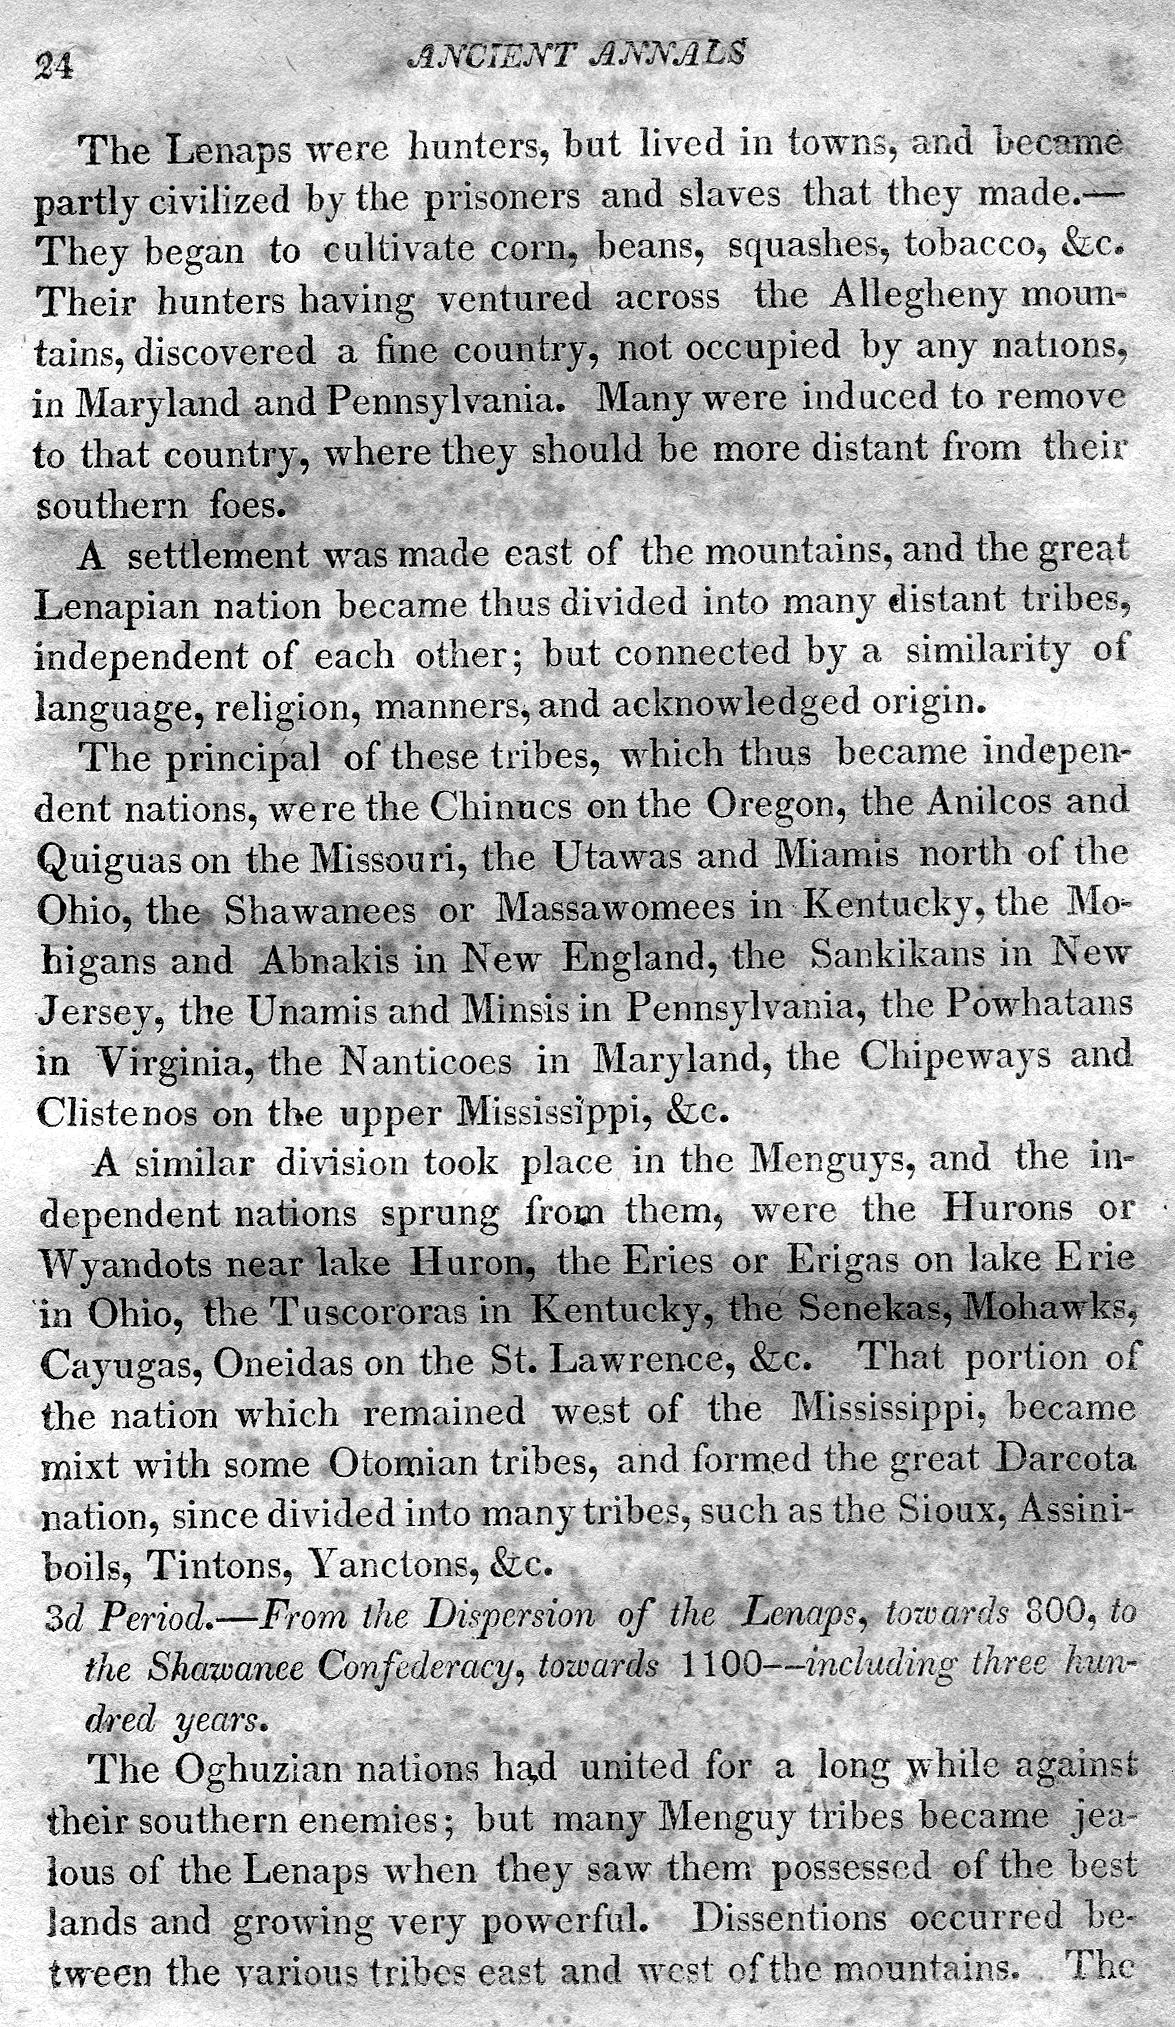 24
ANCIENT ANNALS
The Lenaps were hunters, but lived in towns, and became
partly civilized by the prisoners and slaves that they made.—
They began to cultivate corn, beans, squashes, tobacco, &c.
Their hunters having ventured across the Allegheny moun-
tains, discovered a fine country, not occupied by any nations,
in Maryland and Pennsylvania. Many were induced to remove
to that country, where they should be more distant from their
southern foes.
A settlement was made east of the mountains, and the great
Lenapian nation became thus divided into many distant tribes,
independent of each other; but connected by a similarity of
language, religion, manners, and acknowledged origin.
The principal of these tribes, which thus became indepen-
dent nations, were the Chinucs on the Oregon, the Anilcos and
Quiguas on the Missouri, the Utawas and Miamis north of the
Ohio, the Shawanees or Massawomees in Kentucky, the Mo-
higans and Abnakis in New England, the Sankikans in New
Jersey, the Unamis and Minsis in Pennsylvania, the Powhatans
in Virginia, the Nanticoes in Maryland, the Chipeways and
Clistenos on the upper Mississippi, &c.
A similar division took place in the Menguys, and the in-
dependent nations sprung from them, were the Hurons or
Wyandots near lake Huron, the Eries or Erigas on lake Erie
in Ohio, the Tuscororas in Kentucky, the Senekas, Mohawks,
Cayugas, Oneidas on the St. Lawrence, &c. That portion of
the nation which remained west of the Mississippi, became
mixt with some Otomian tribes, and formed the great Darcota
nation, since divided into many tribes, such as the Sioux, Assini-
boils, Tintons, Yanctons, &c.
3d Period.—From the Dispersion of the Lenaps, towards 800, to
the Shawanee Confederacy, towards 1100--including three hun-
dred years.
The Oghuzian nations had united for a long while against
their southern enemies; but many Menguy tribes became jea-
lous of the Lenaps when they saw them possessed of the best
lands and growing very powerful. Dissentions occurred be-
tween the various tribes east and west of the mountains. The